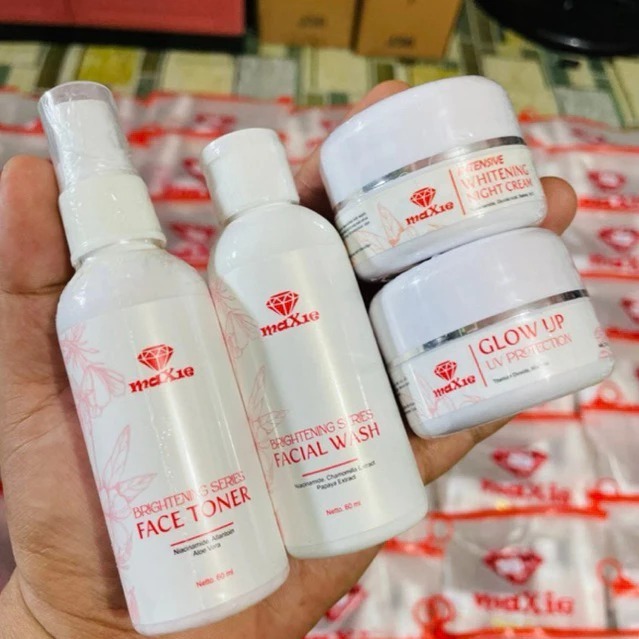 maXie
BRIGHTENING SERIES
FACE TONER
Niacinamide, Allantoin
Aloe Vera
Netto. 60 ml
maXie
BRIGHTENING SERIES
FACIAL WASH
Niacinamide, Chamomilla Extract
Papaya Extract
Netto. 60 ml
maXie
INTENSIVE
WHITENING
NIGHT CREAM
maXie
GLOW UP
UV PROTECTION
maXie
maXie